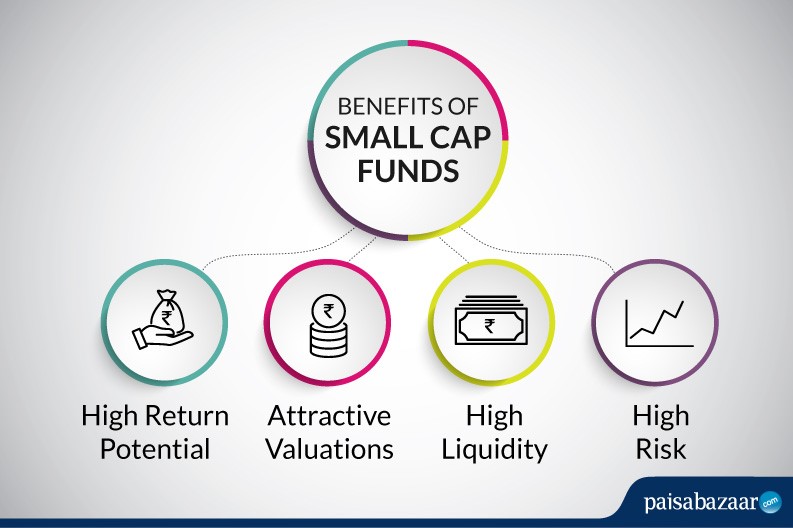 BENEFITS OF
SMALL CAP
FUNDS
₹
₹
₹
High Return
Potential
Attractive
Valuations
High
Liquidity
High
Risk
paisabazaar.com